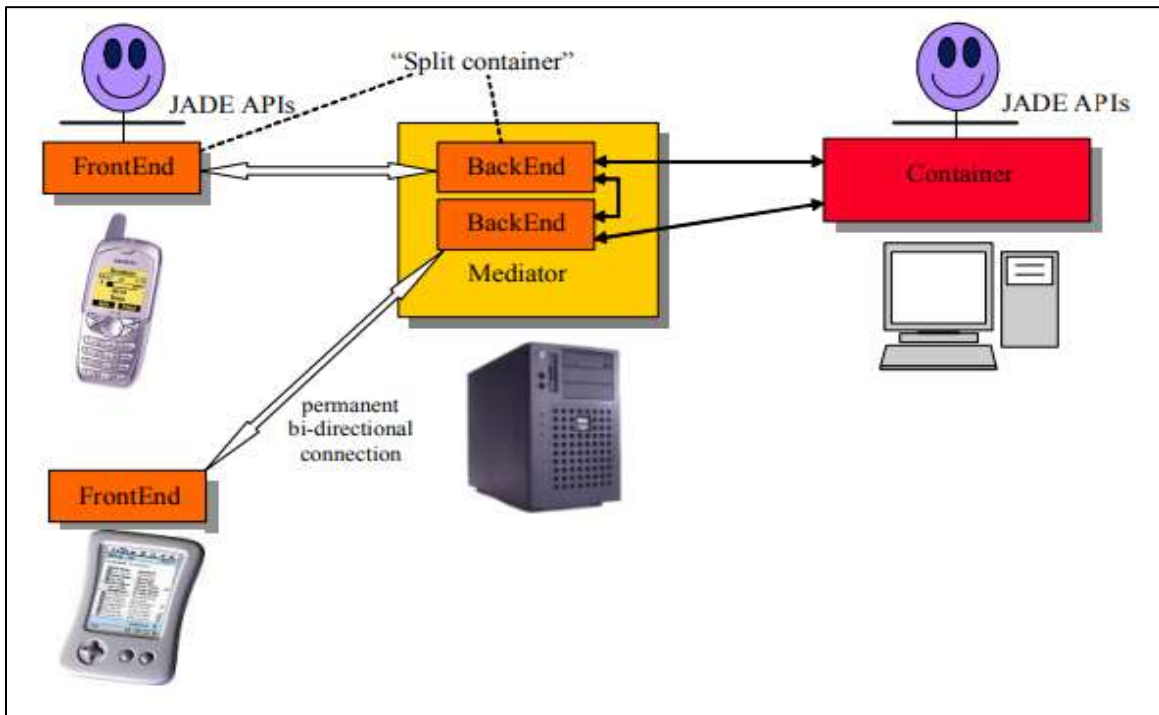 “Split container”
JADE APIs
JADE APIs
FrontEnd
BackEnd
Container
BackEnd
Mediator
permanent
bi-directional
connection
FrontEnd